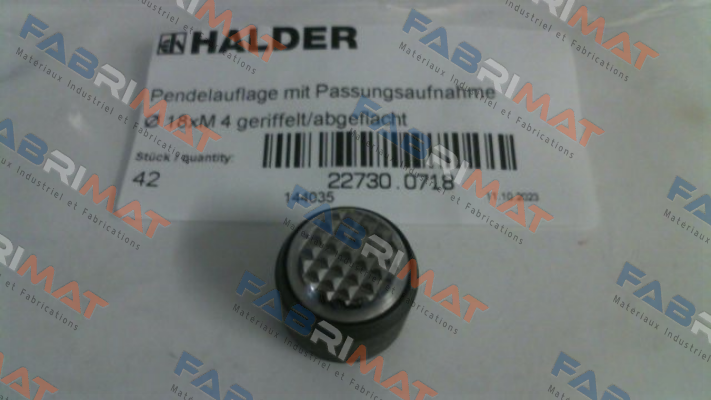 HALDER
Pendelauflage mit Passungsaufnahme
Ø 18xM 4 geriffelt/abgeflacht
Stück / quantity:
42
22730.0718
144035
11.10.2023
FABRIMAT
Materiaux Industriel et Fabrications